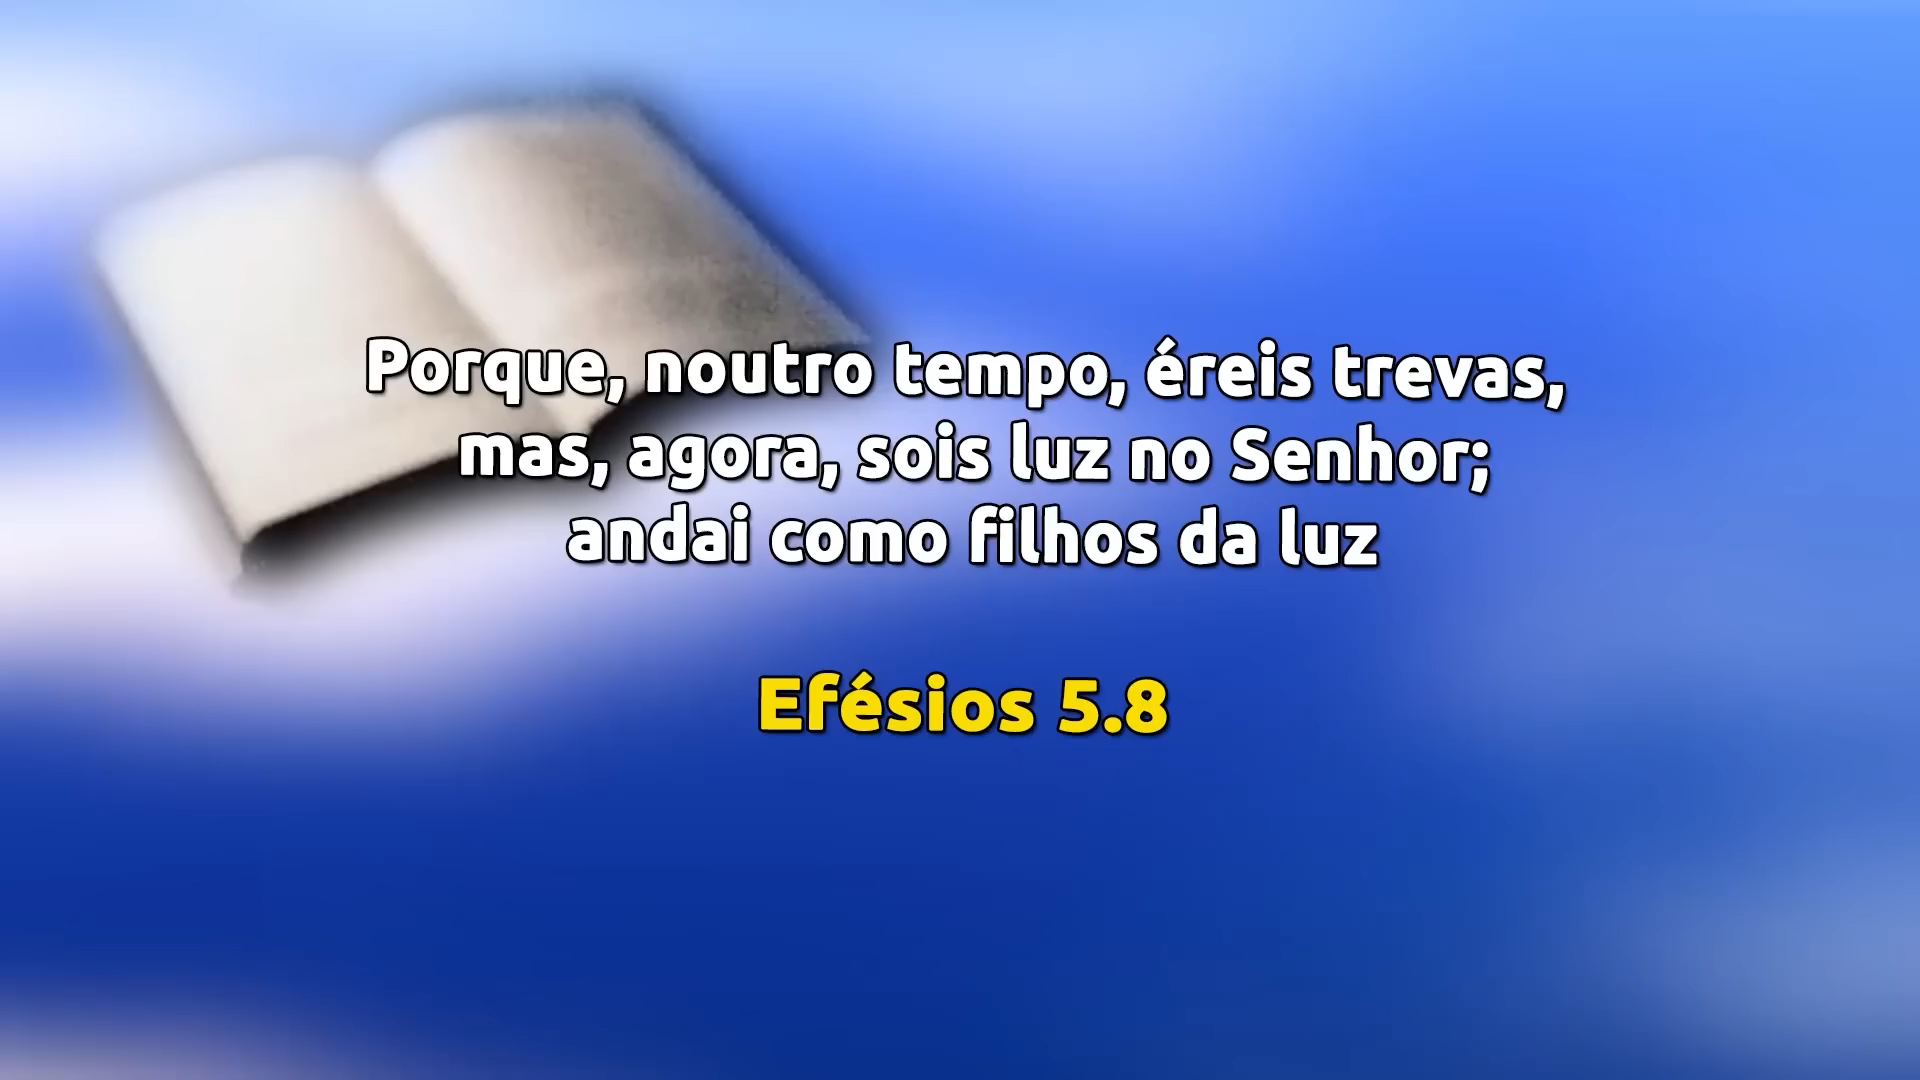 Porque, noutro tempo, éreis trevas,
mas, agora, sois luz no Senhor;
andai como filhos da luz
Efésios 5.8